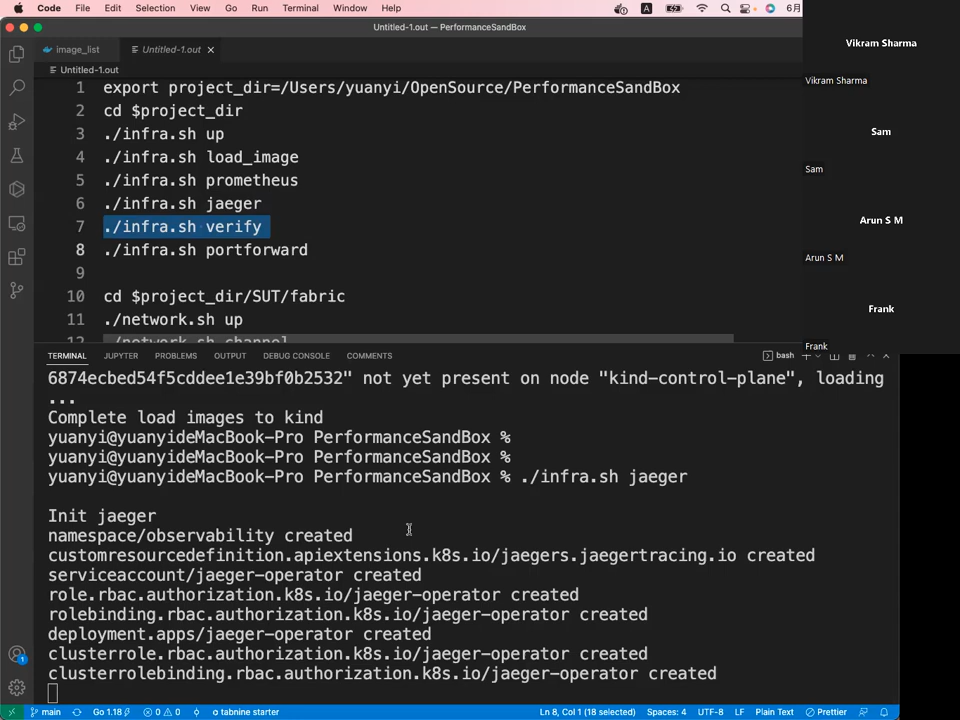 Code File Edit Selection View Go Run Terminal Window Help A 6月
Untitled-1.out — PerformanceSandBox
image_list Untitled-1.out
Untitled-1.out
1 export project_dir=/Users/yuanyi/OpenSource/PerformanceSandBox
2 cd $project_dir
3 ./infra.sh up
4 ./infra.sh load_image
5 ./infra.sh prometheus
6 ./infra.sh jaeger
7 ./infra.sh verify
8 ./infra.sh portforward
9
10 cd $project_dir/SUT/fabric
11 ./network.sh up
12 ./network.sh channel
TERMINAL JUPYTER PROBLEMS OUTPUT DEBUG CONSOLE COMMENTS bash
6874ecbed54f5cddee1e39bf0b2532" not yet present on node "kind-control-plane", loading
...
Complete load images to kind
yuanyi@yuanyideMacBook-Pro PerformanceSandBox %
yuanyi@yuanyideMacBook-Pro PerformanceSandBox %
yuanyi@yuanyideMacBook-Pro PerformanceSandBox % ./infra.sh jaeger
Init jaeger
namespace/observability created
customresourcedefinition.apiextensions.k8s.io/jaegers.jaegertracing.io created
serviceaccount/jaeger-operator created
role.rbac.authorization.k8s.io/jaeger-operator created
rolebinding.rbac.authorization.k8s.io/jaeger-operator created
deployment.apps/jaeger-operator created
clusterrole.rbac.authorization.k8s.io/jaeger-operator created
clusterrolebinding.rbac.authorization.k8s.io/jaeger-operator created
1
main Go 1.18 0 0 tabnine starter Ln 8, Col 1 (18 selected) Spaces: 4 UTF-8 LF Plain Text Prettier
Vikram Sharma
Vikram Sharma
Sam
Sam
Arun S M
Arun S M
Frank
Frank